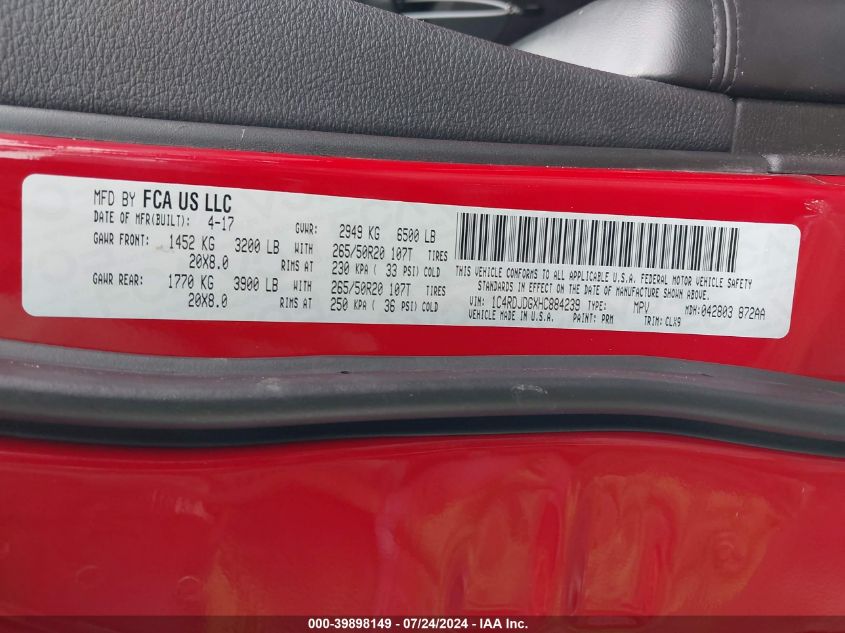 MFD BY FCA US LLC
DATE OF MFR(BUILT): 4-17 GVWR: 2949 KG 6500 LB
GAWR FRONT: 1452 KG 3200 LB WITH 265/50R20 107T TIRES
20X8.0 RIMS AT 230 KPA ( 33 PSI) COLD
GAWR REAR: 1770 KG 3900 LB WITH 265/50R20 107T TIRES
20X8.0 RIMS AT 250 KPA ( 36 PSI) COLD
THIS VEHICLE CONFORMS TO ALL APPLICABLE U.S.A. FEDERAL MOTOR VEHICLE SAFETY
STANDARDS IN EFFECT ON THE DATE OF MANUFACTURE SHOWN ABOVE.
VIN: 1C4RDJDGXHC884239 TYPE: MPV MDH: 042803 872AA
VEHICLE MADE IN U.S.A. PAINT: PRM TRIM: CLX9
000-39898149 / 07/24/2024 - IAA Inc.